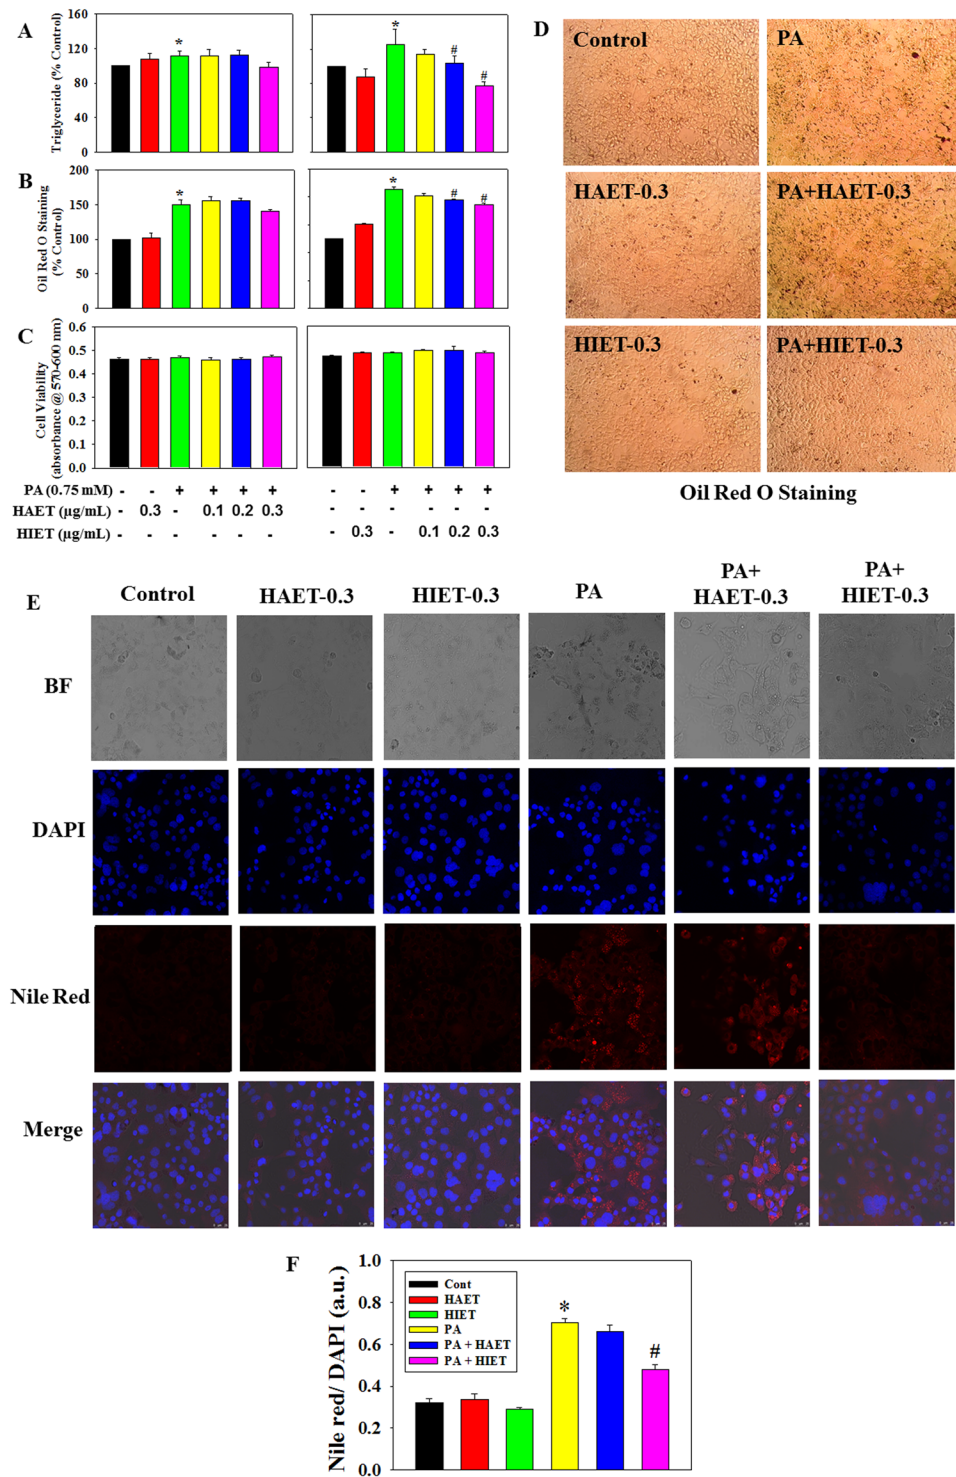 A
Triglyceride (% Control)
160
120
80
40
0
*
*
#
#
B
Oil Red O Staining
(% Control)
200
150
100
50
0
*
*
#
#
C
Cell Viability
(absorbance @ 570-600 nm)
0.6
0.5
0.4
0.3
0.2
0.1
0.0
PA (0.75 mM) - - + + + + - - + + + +
HAET (µg/mL) - 0.3 - 0.1 0.2 0.3 - - - - - -
HIET (µg/mL) - - - - - - - 0.3 - 0.1 0.2 0.3
D
Control PA
HAET-0.3 PA+HAET-0.3
HIET-0.3 PA+HIET-0.3
Oil Red O Staining
E
Control HAET-0.3 HIET-0.3 PA PA+ HAET-0.3 PA+ HIET-0.3
BF
DAPI
Nile Red
Merge
F
Nile red/ DAPI (a.u.)
1.0
0.8
0.6
0.4
0.2
0.0
Cont
HAET
HIET
PA
PA + HAET
PA + HIET
*
#